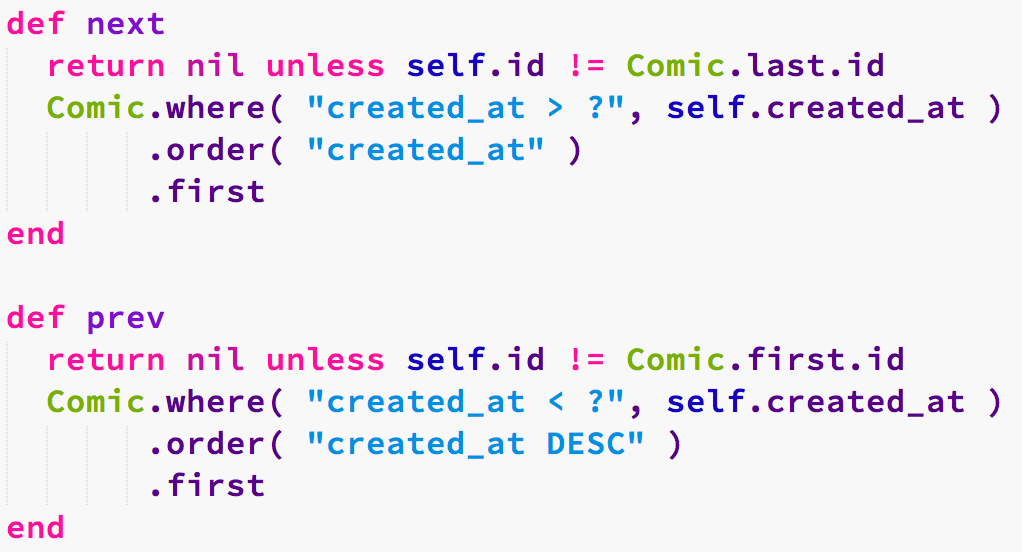 def next
  return nil unless self.id != Comic.last.id
  Comic.where( "created_at > ?", self.created_at )
       .order( "created_at" )
       .first
end

def prev
  return nil unless self.id != Comic.first.id
  Comic.where( "created_at < ?", self.created_at )
       .order( "created_at DESC" )
       .first
end